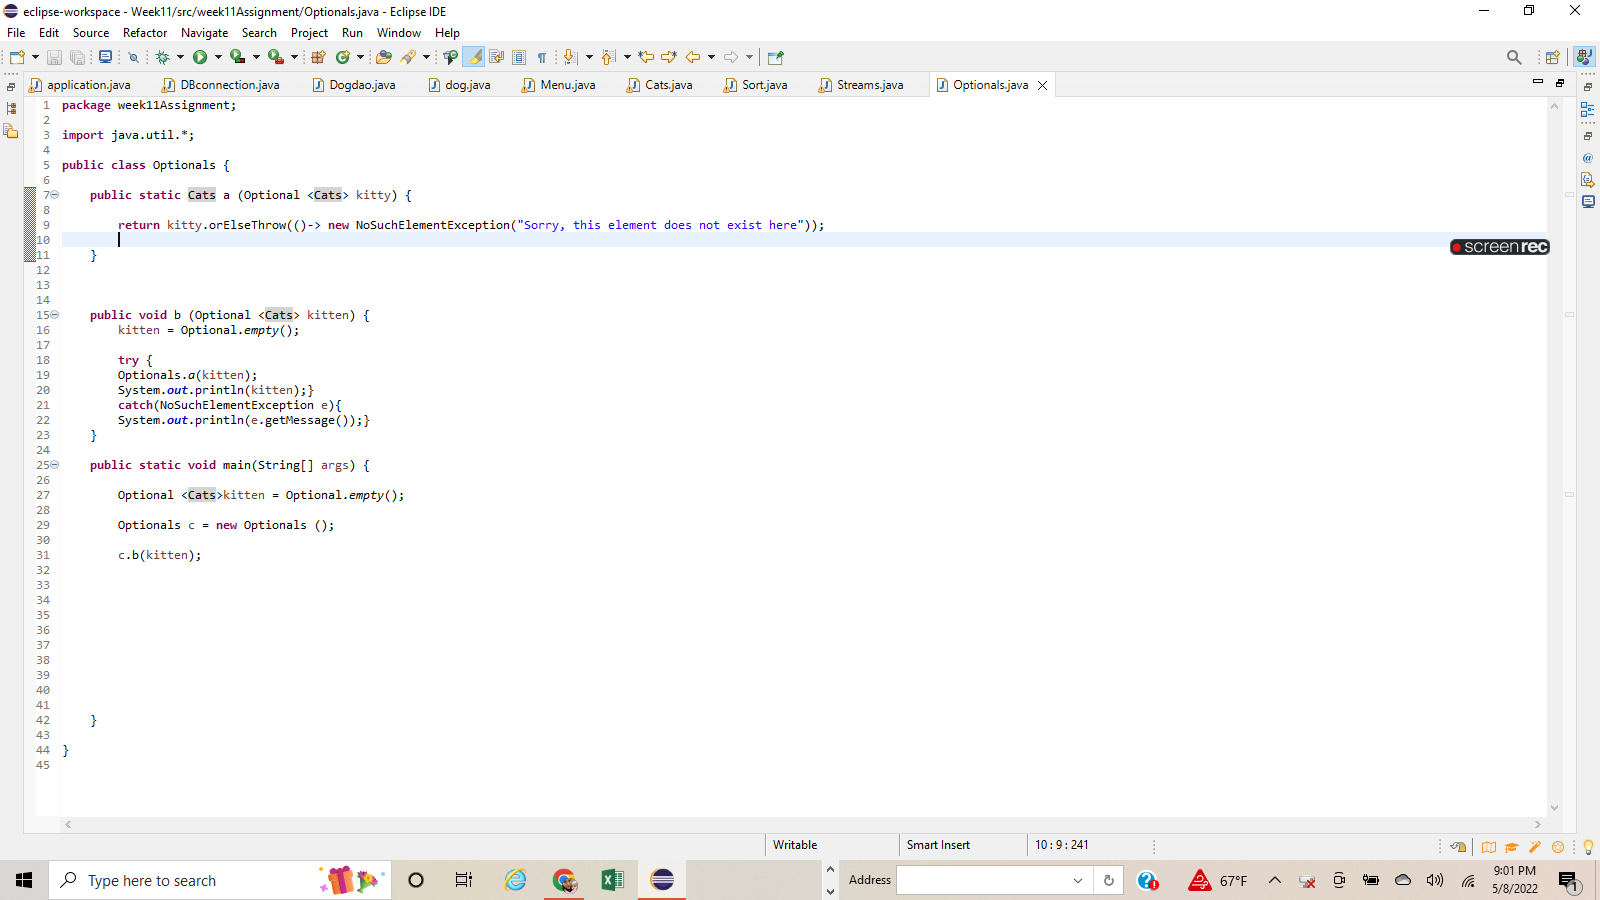 eclipse-workspace - Week11/src/week11Assignment/Optionals.java - Eclipse IDE
File Edit Source Refactor Navigate Search Project Run Window Help
application.java DBconnection.java Dogdao.java dog.java Menu.java Cats.java Sort.java Streams.java Optionals.java
1 package week11Assignment;
2
3 import java.util.*;
4
5 public class Optionals {
6
7 public static Cats a (Optional <Cats> kitty) {
8
9 return kitty.orElseThrow(()-> new NoSuchElementException("Sorry, this element does not exist here"));
10
11 }
12
13
14
15 public void b (Optional <Cats> kitten) {
16 kitten = Optional.empty();
17
18 try {
19 Optionals.a(kitten);
20 System.out.println(kitten);}
21 catch(NoSuchElementException e){
22 System.out.println(e.getMessage());}
23 }
24
25 public static void main(String[] args) {
26
27 Optional <Cats>kitten = Optional.empty();
28
29 Optionals c = new Optionals ();
30
31 c.b(kitten);
32
33
34
35
36
37
38
39
40
41
42 }
43
44 }
45
screenrec
Writable Smart Insert 10 : 9 : 241
Type here to search
Address
67°F
9:01 PM
5/8/2022
1